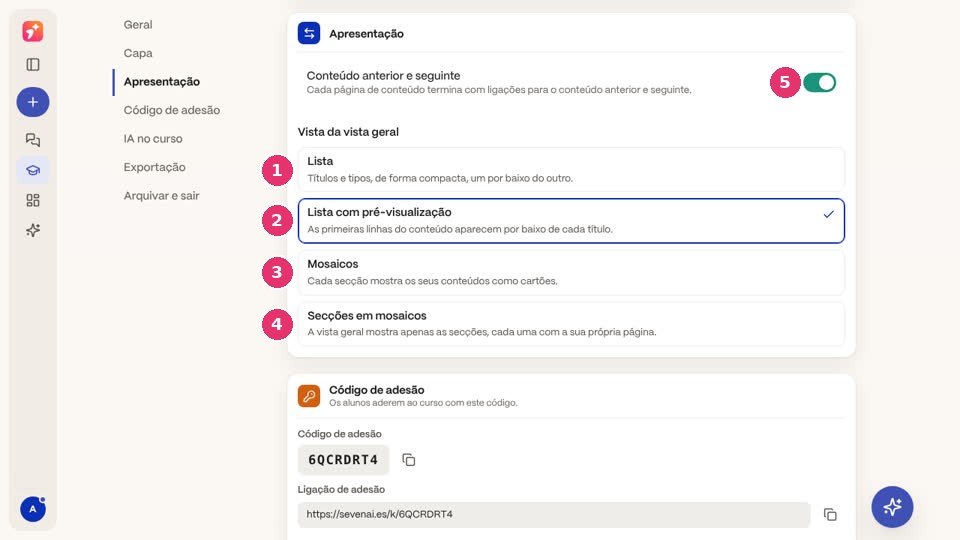 Geral
Capa
Apresentação
Código de adesão
IA no curso
Exportação
Arquivar e sair
A
Apresentação
Conteúdo anterior e seguinte
Cada página de conteúdo termina com ligações para o conteúdo anterior e seguinte.
5
Vista da vista geral
1
Lista
Títulos e tipos, de forma compacta, um por baixo do outro.
2
Lista com pré-visualização
As primeiras linhas do conteúdo aparecem por baixo de cada título.
3
Mosaicos
Cada secção mostra os seus conteúdos como cartões.
4
Secções em mosaicos
A vista geral mostra apenas as secções, cada uma com a sua própria página.
Código de adesão
Os alunos aderem ao curso com este código.
Código de adesão
6QCRDRT4
Ligação de adesão
https://sevenai.es/k/6QCRDRT4